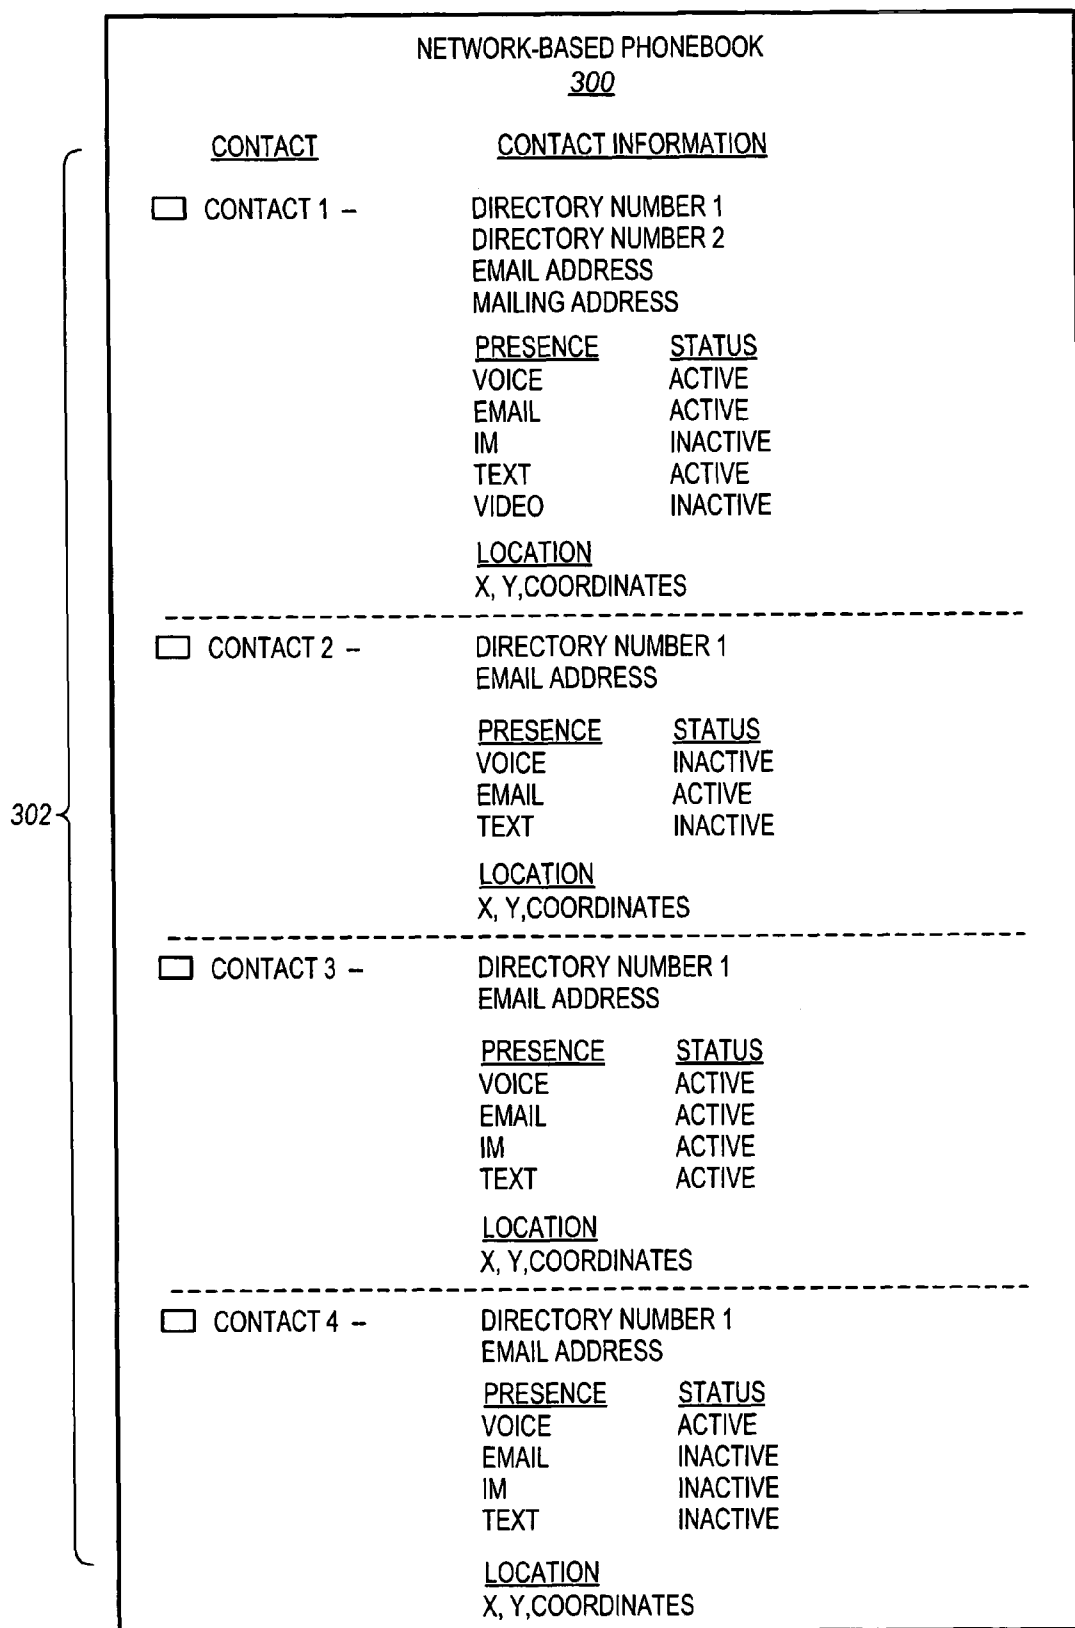 NETWORK-BASED PHONEBOOK
300
CONTACT CONTACT INFORMATION
CONTACT 1 – DIRECTORY NUMBER 1
DIRECTORY NUMBER 2
EMAIL ADDRESS
MAILING ADDRESS
PRESENCE STATUS
VOICE ACTIVE
EMAIL ACTIVE
IM INACTIVE
TEXT ACTIVE
VIDEO INACTIVE
LOCATION
X, Y,COORDINATES
CONTACT 2 – DIRECTORY NUMBER 1
EMAIL ADDRESS
PRESENCE STATUS
VOICE INACTIVE
EMAIL ACTIVE
302
TEXT INACTIVE
LOCATION
X, Y,COORDINATES
CONTACT 3 – DIRECTORY NUMBER 1
EMAIL ADDRESS
PRESENCE STATUS
VOICE ACTIVE
EMAIL ACTIVE
IM ACTIVE
TEXT ACTIVE
LOCATION
X, Y,COORDINATES
CONTACT 4 – DIRECTORY NUMBER 1
EMAIL ADDRESS
PRESENCE STATUS
VOICE ACTIVE
EMAIL INACTIVE
IM INACTIVE
TEXT INACTIVE
LOCATION
X, Y,COORDINATES